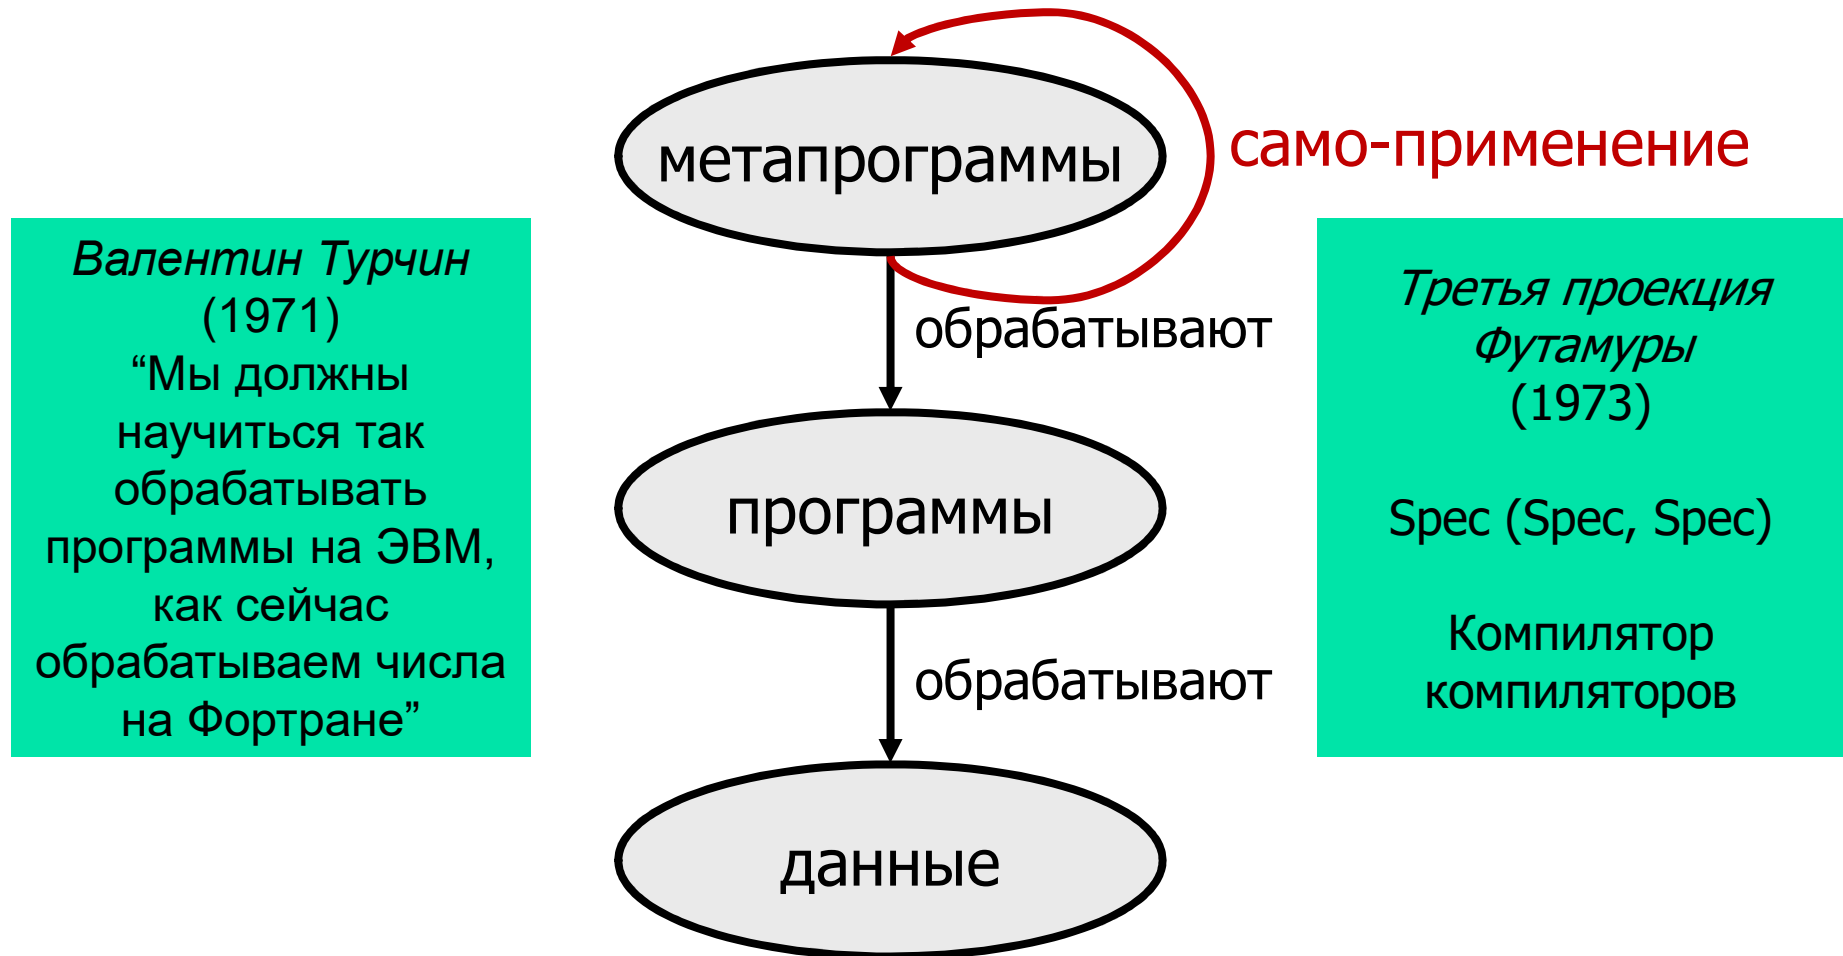 метапрограммы
само-применение
Валентин Турчин
(1971)
“Мы должны
научиться так
обрабатывать
программы на ЭВМ,
как сейчас
обрабатываем числа
на Фортране”
обрабатывают
программы
обрабатывают
данные
Третья проекция
Футамуры
(1973)
Spec (Spec, Spec)
Компилятор
компиляторов